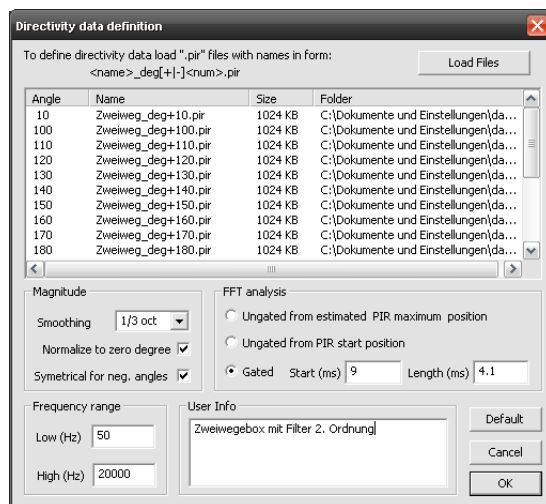 Directivity data definition
To define directivity data load ".pir" files with names in form:
<name>_deg[+|-]<num>.pir
Load Files
Angle Name Size Folder
10 Zweiweg_deg+10.pir 1024 KB C:\Dokumente und Einstellungen\da...
100 Zweiweg_deg+100.pir 1024 KB C:\Dokumente und Einstellungen\da...
110 Zweiweg_deg+110.pir 1024 KB C:\Dokumente und Einstellungen\da...
120 Zweiweg_deg+120.pir 1024 KB C:\Dokumente und Einstellungen\da...
130 Zweiweg_deg+130.pir 1024 KB C:\Dokumente und Einstellungen\da...
140 Zweiweg_deg+140.pir 1024 KB C:\Dokumente und Einstellungen\da...
150 Zweiweg_deg+150.pir 1024 KB C:\Dokumente und Einstellungen\da...
160 Zweiweg_deg+160.pir 1024 KB C:\Dokumente und Einstellungen\da...
170 Zweiweg_deg+170.pir 1024 KB C:\Dokumente und Einstellungen\da...
180 Zweiweg_deg+180.pir 1024 KB C:\Dokumente und Einstellungen\da...
Magnitude
Smoothing 1/3 oct
Normalize to zero degree
Symetrical for neg. angles
FFT analysis
Ungated from estimated PIR maximum position
Ungated from PIR start position
Gated Start (ms) 9 Length (ms) 4.1
Frequency range
Low (Hz) 50
High (Hz) 20000
User Info
Zweiwegebox mit Filter 2. Ordnung
Default
Cancel
OK